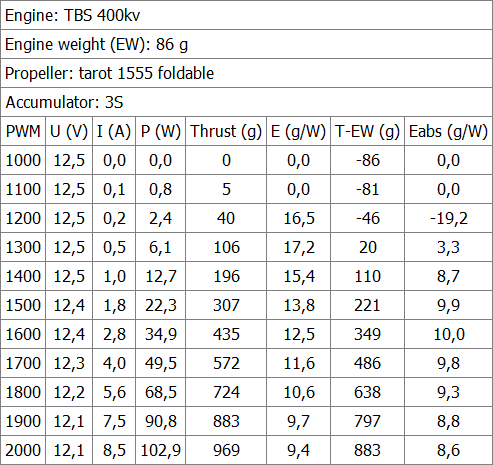 Engine: TBS 400kv
Engine weight (EW): 86 g
Propeller: tarot 1555 foldable
Accumulator: 3S
PWM U (V) I (A) P (W) Thrust (g) E (g/W) T-EW (g) Eabs (g/W)
1000 12,5 0,0 0,0 0 0,0 -86 0,0
1100 12,5 0,1 0,8 5 0,0 -81 0,0
1200 12,5 0,2 2,4 40 16,5 -46 -19,2
1300 12,5 0,5 6,1 106 17,2 20 3,3
1400 12,5 1,0 12,7 196 15,4 110 8,7
1500 12,4 1,8 22,3 307 13,8 221 9,9
1600 12,4 2,8 34,9 435 12,5 349 10,0
1700 12,3 4,0 49,5 572 11,6 486 9,8
1800 12,2 5,6 68,5 724 10,6 638 9,3
1900 12,1 7,5 90,8 883 9,7 797 8,8
2000 12,1 8,5 102,9 969 9,4 883 8,6